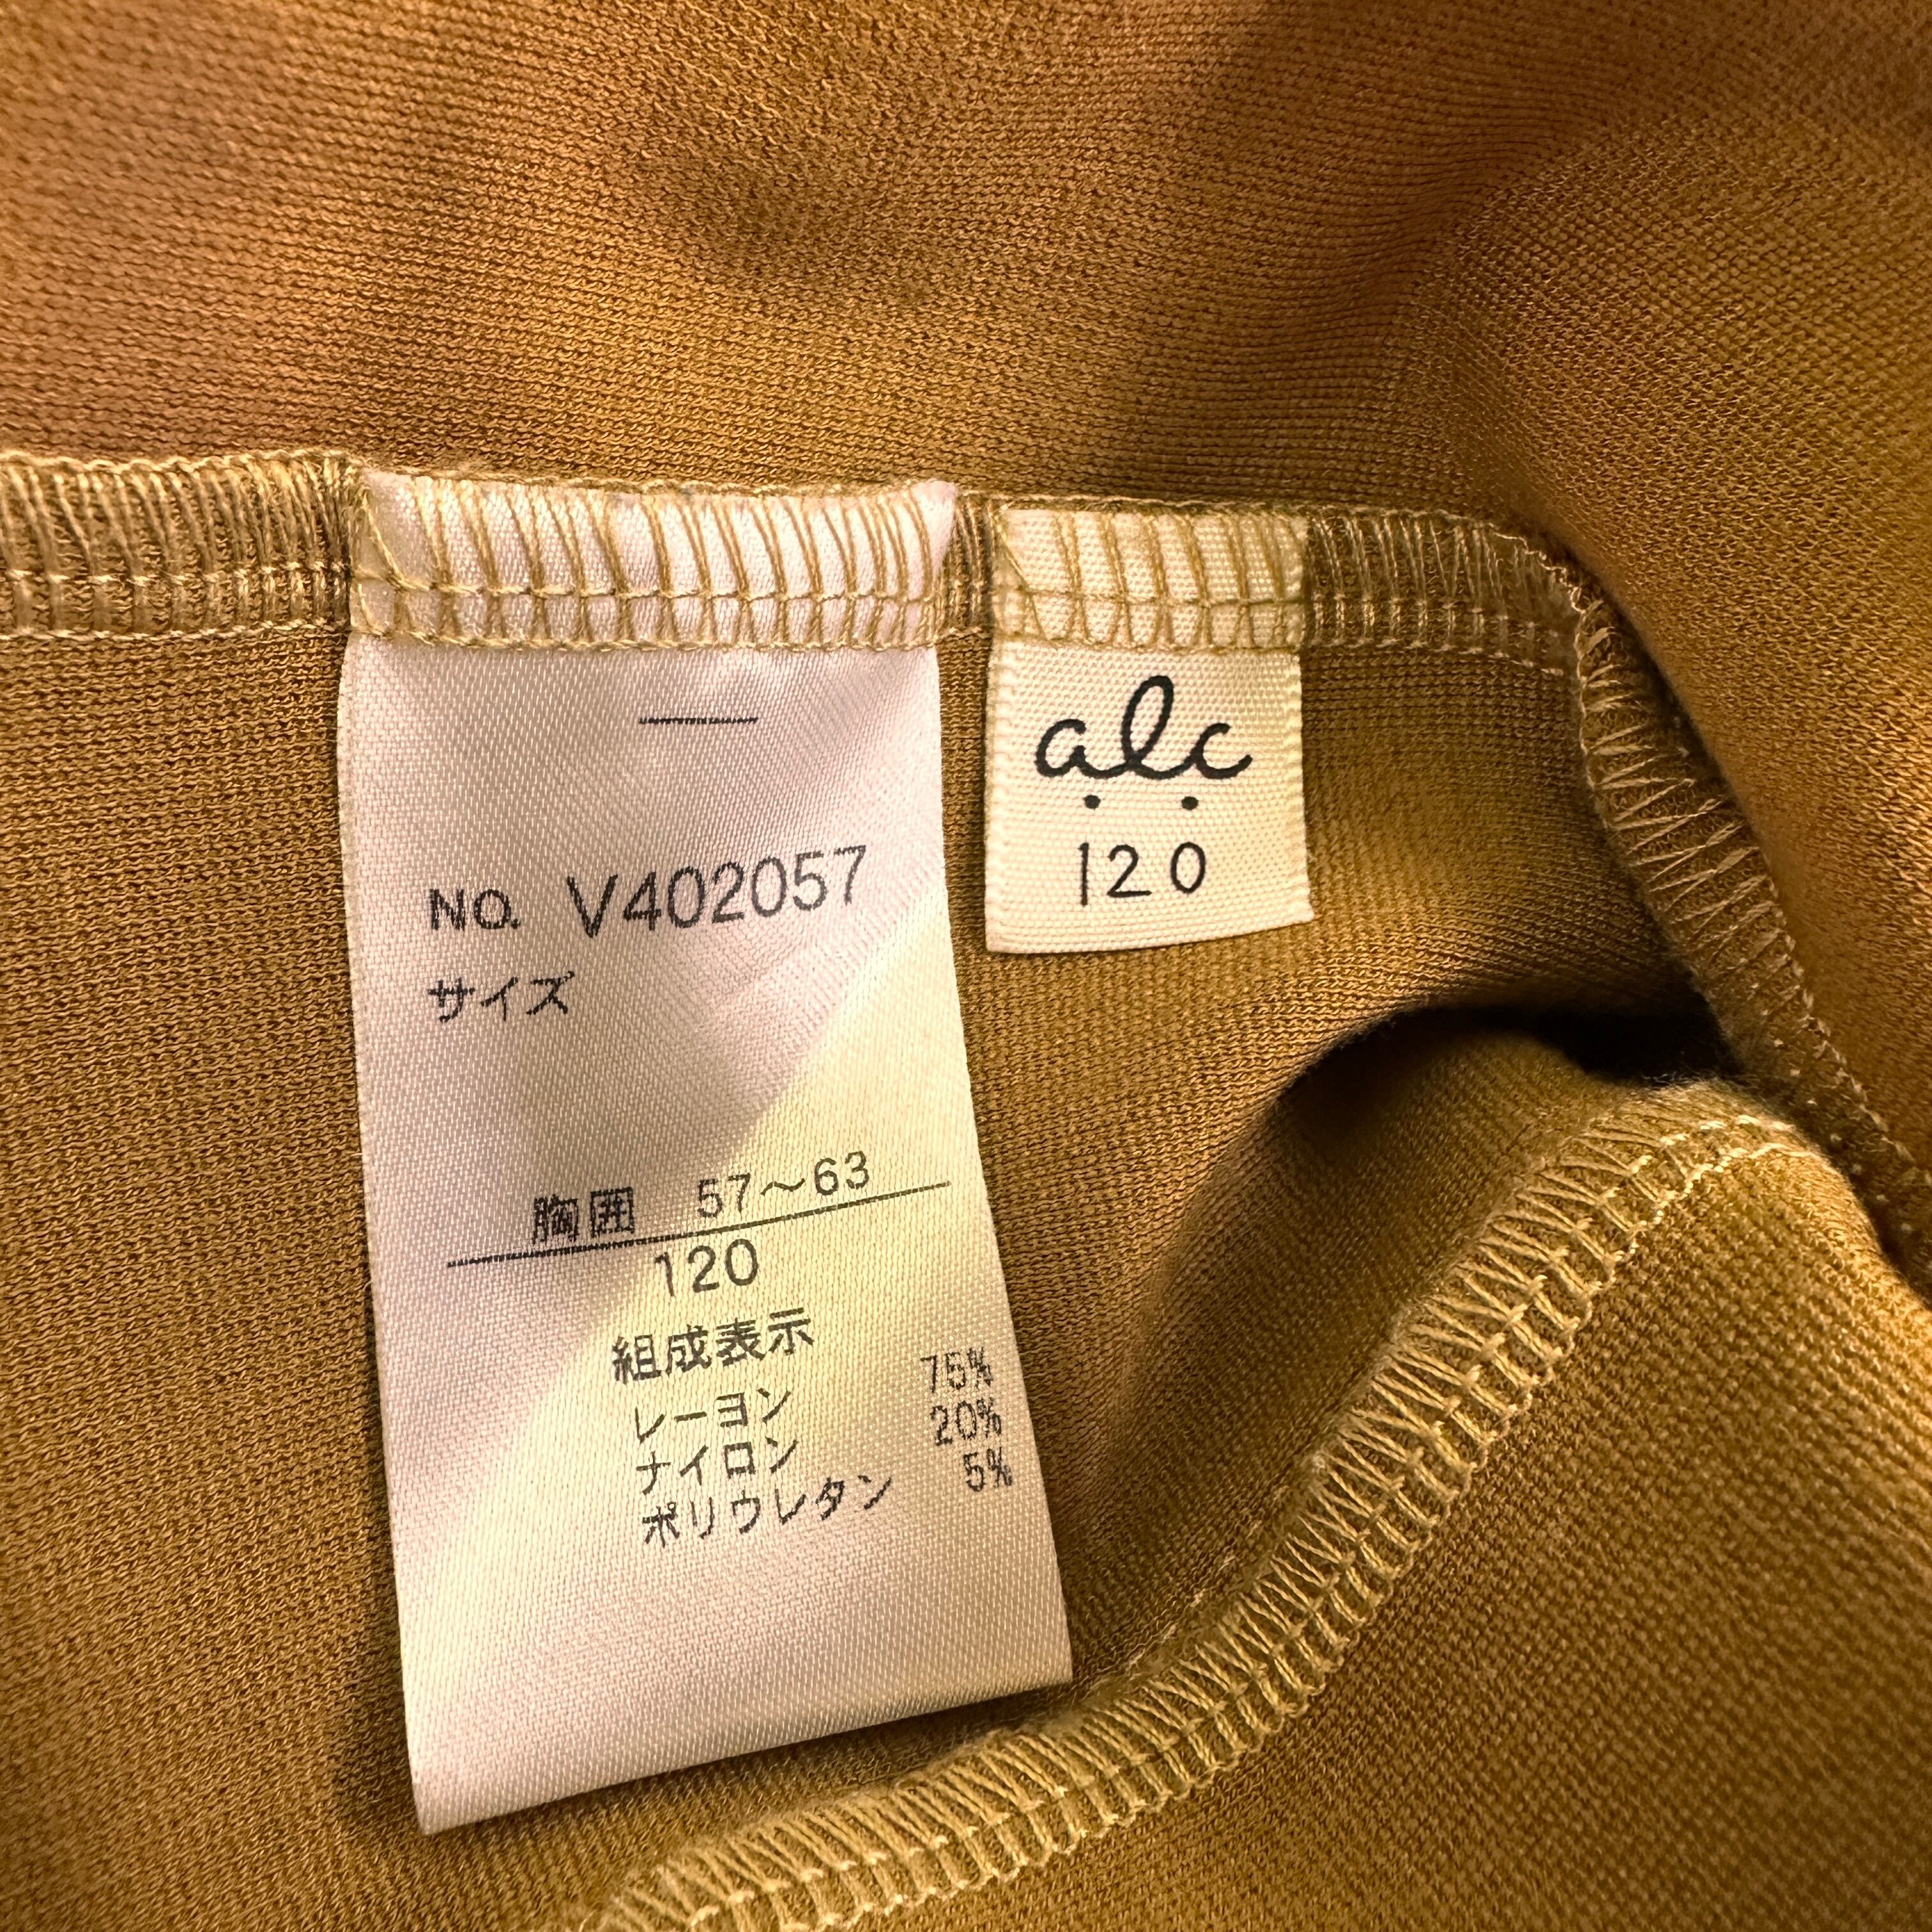 NO. V402057
サイズ
胸囲 57～63
120
組成表示
レーヨン 75%
ナイロン 20%
ポリウレタン 5%
alc
120